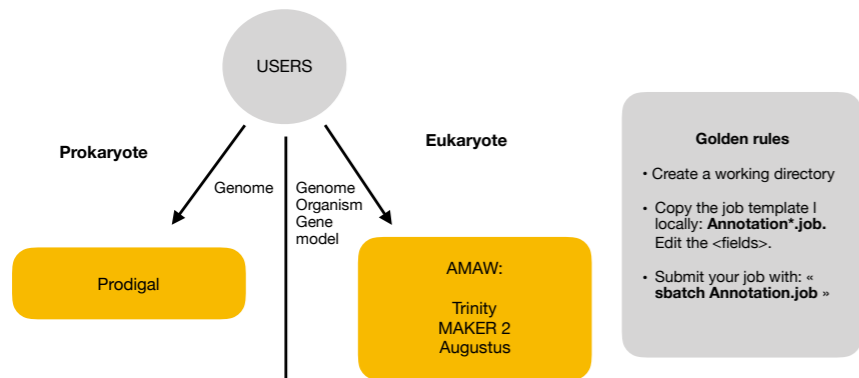 USERS
Prokaryote
Eukaryote
Genome
Genome
Organism
Gene
model
Prodigal
AMAW:
Trinity
MAKER 2
Augustus
Golden rules
• Create a working directory
• Copy the job template l
locally: Annotation*.job.
Edit the <fields>.
• Submit your job with: «
sbatch Annotation.job »